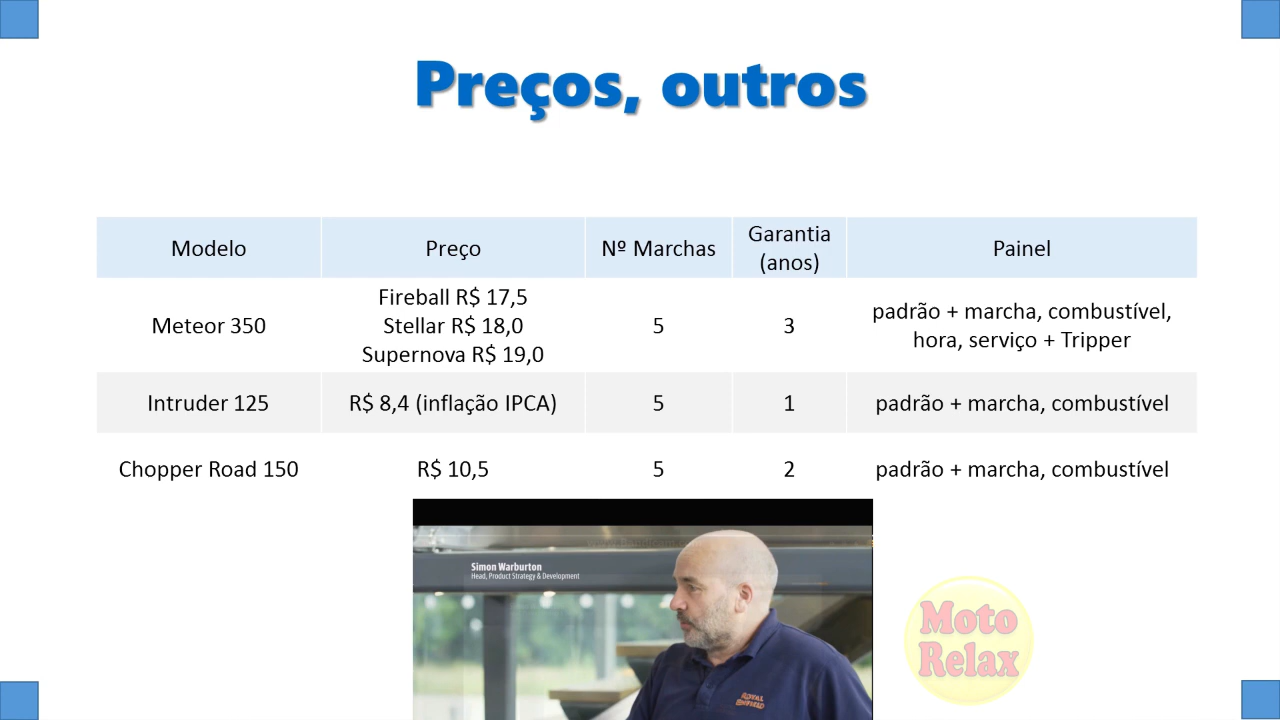 Preços, outros
Modelo
Preço
Nº Marchas
Garantia
(anos)
Painel
Meteor 350
Fireball R$ 17,5
Stellar R$ 18,0
Supernova R$ 19,0
5
3
padrão + marcha, combustível,
hora, serviço + Tripper
Intruder 125
R$ 8,4 (inflação IPCA)
5
1
padrão + marcha, combustível
Chopper Road 150
R$ 10,5
5
2
padrão + marcha, combustível
Simon Warburton
Head, Product Strategy & Development
ROYAL
ENFIELD
Moto
Relax